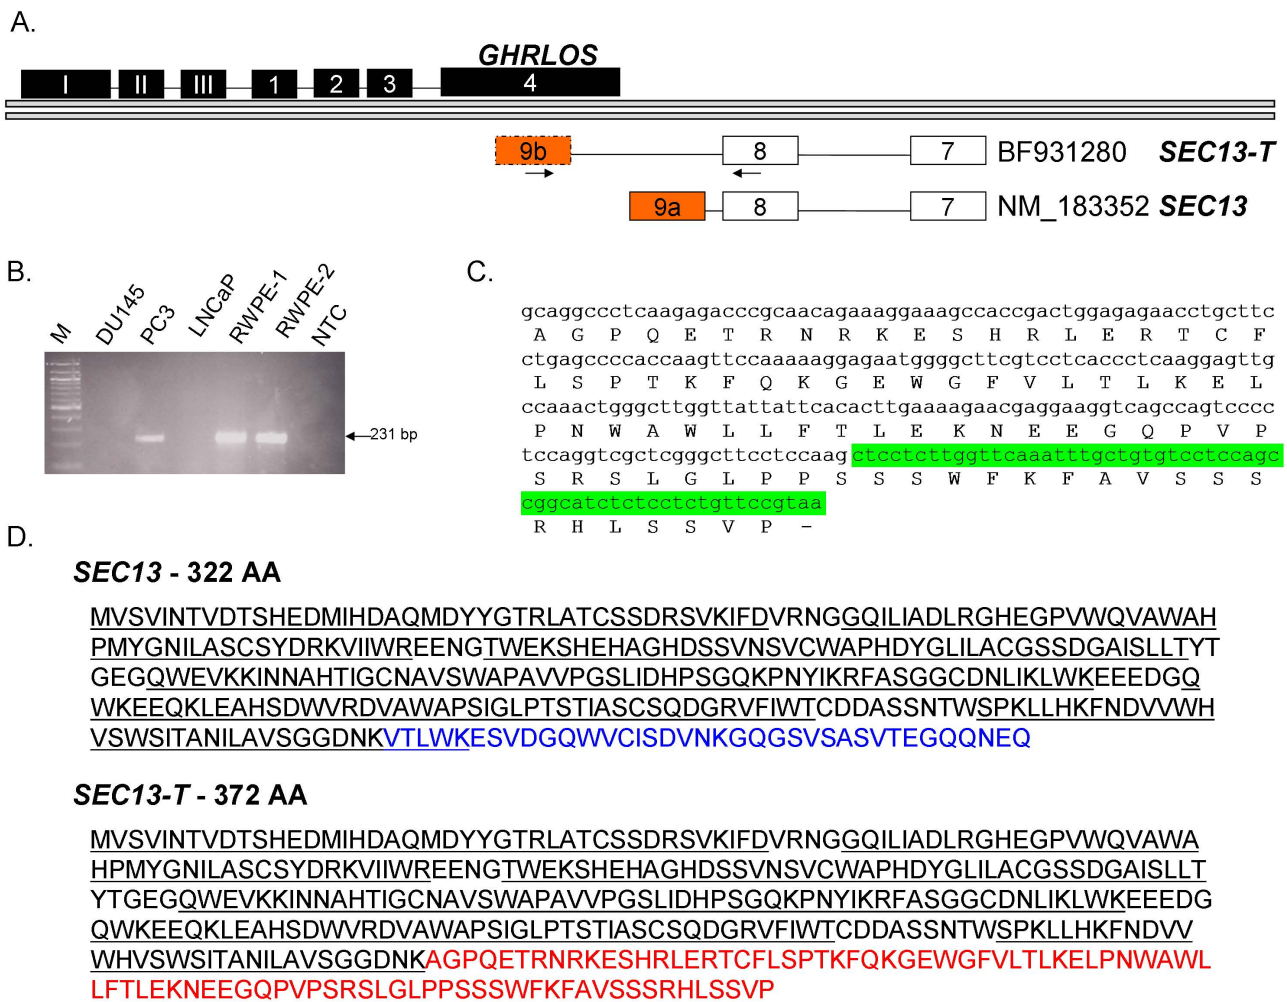 A.
GHRLOS
I II III 1 2 3 4
9b 8 7 BF931280 SEC13-T
9a 8 7 NM_183352 SEC13
B.
M DU145 PC3 LNCaP RWPE-1 RWPE-2 NTC
231 bp
C.
gcaggccctcaagagacccgcaacagaaaggaaagccaccgactggagagaacctgcttc
A G P Q E T R N R K E S H R L E R T C F
ctgagccccaccaagttccaaaaaggagaatggggcttcgtcctcaccctcaaggagttg
L S P T K F Q K G E W G F V L T L K E L
ccaaactgggcttggttattattcacacttgaaaagaacgaggaaggtcagccagtcccc
P N W A W L L F T L E K N E E G Q P V P
tccaggtcgctcgggcttcctccaagctcctcttggttcaaatttgctgtgtcctccagc
S R S L G L P P S S S W F K F A V S S S
cggcatctctcctctgttccgtaa
R H L S S V P –
D.
SEC13 - 322 AA
MVSVINTVDTSHEDMIHDAQMDYYGTRLATCSSDRSVKIFDVRNGGQILIADLRGHEGPVWQVAWAH
PMYGNILASCSYDRKVIIWREENGTWEKSHEHAGHDSSVNSVCWAPHDYGLILACGSSDGAISLLTYT
GEGQWEVKKINNAHTIGCNAVSWAPAVVPGSLIDHPSGQKPNYIKRFASGGCDNLIKLWKEEEDGQ
WKEEQKLEAHSDWVRDVAWAPSIGLPTSTIASCSQDGRVFIWTCDDASSNTWSPKLLHKFNDVVWH
VSWSITANILAVSGGDNKVTLWKESVDGQWVCISDVNKGQGSVSASVTEGQQNEQ
SEC13-T - 372 AA
MVSVINTVDTSHEDMIHDAQMDYYGTRLATCSSDRSVKIFDVRNGGQILIADLRGHEGPVWQVAWA
HPMYGNILASCSYDRKVIIWREENGTWEKSHEHAGHDSSVNSVCWAPHDYGLILACGSSDGAISLLT
YTGEGQWEVKKINNAHTIGCNAVSWAPAVVPGSLIDHPSGQKPNYIKRFASGGCDNLIKLWKEEEDG
QWKEEQKLEAHSDWVRDVAWAPSIGLPTSTIASCSQDGRVFIWTCDDASSNTWSPKLLHKFNDVV
WHVSWSITANILAVSGGDNKAGPQETRNRKESHRLERTCFLSPTKFQKGEWGFVLTLKELPNWAWL
LFTLEKNEEGQPVPSRSLGLPPSSSWFKFAVSSSRHLSSVP